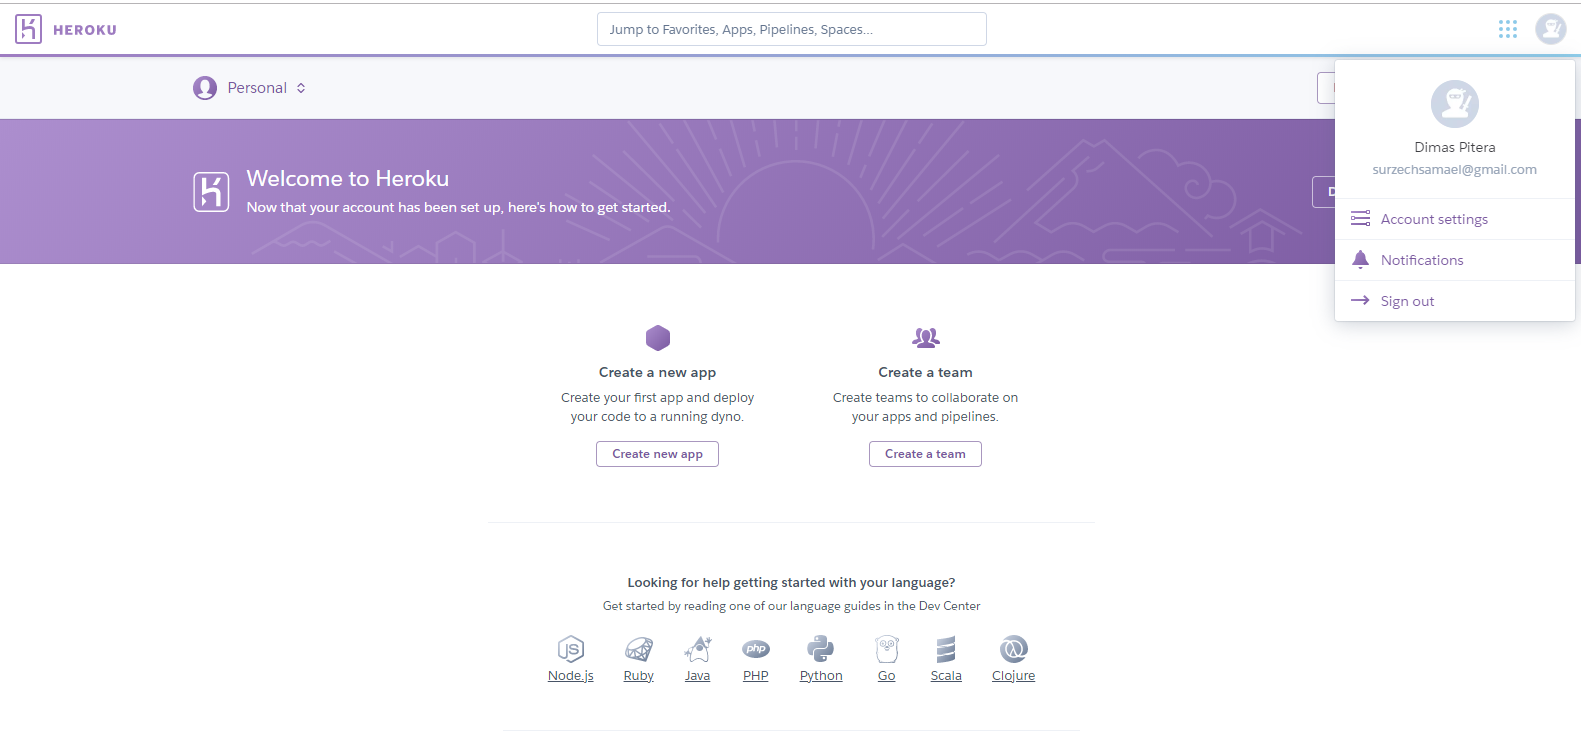 HEROKU
Jump to Favorites, Apps, Pipelines, Spaces...
Personal
Dimas Pitera
surzechsamael@gmail.com
Account settings
Notifications
Sign out
Welcome to Heroku
Now that your account has been set up, here's how to get started.
Create a new app
Create your first app and deploy
your code to a running dyno.
Create new app
Create a team
Create teams to collaborate on
your apps and pipelines.
Create a team
Looking for help getting started with your language?
Get started by reading one of our language guides in the Dev Center
JS
php
Node.js
Ruby
Java
PHP
Python
Go
Scala
Clojure